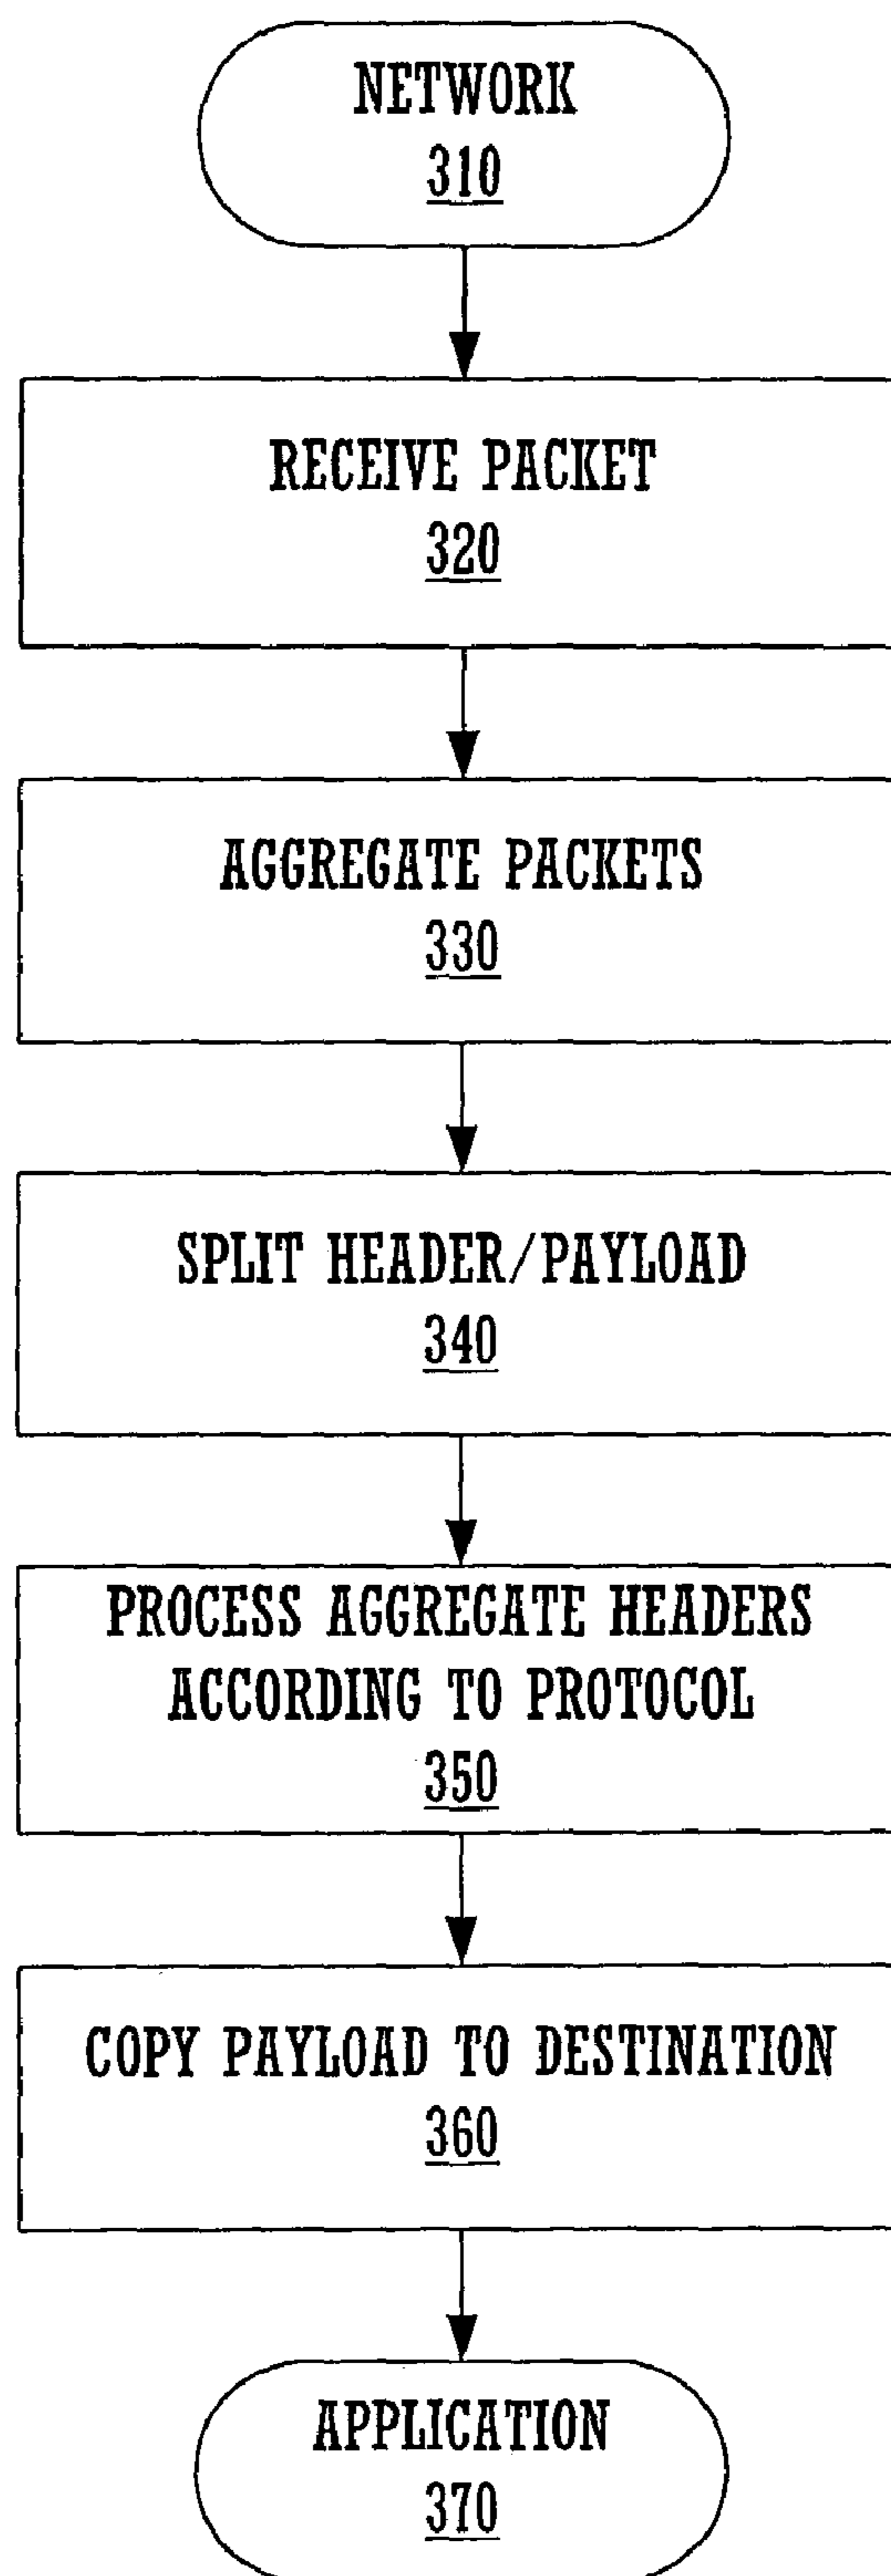 NETWORK
310
RECEIVE PACKET
320
AGGREGATE PACKETS
330
SPLIT HEADER/PAYLOAD
340
PROCESS AGGREGATE HEADERS
ACCORDING TO PROTOCOL
350
COPY PAYLOAD TO DESTINATION
360
APPLICATION
370